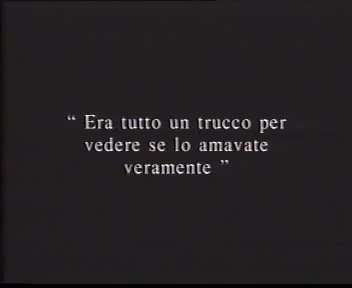 “ Era tutto un trucco per
vedere se lo amavate
veramente ”